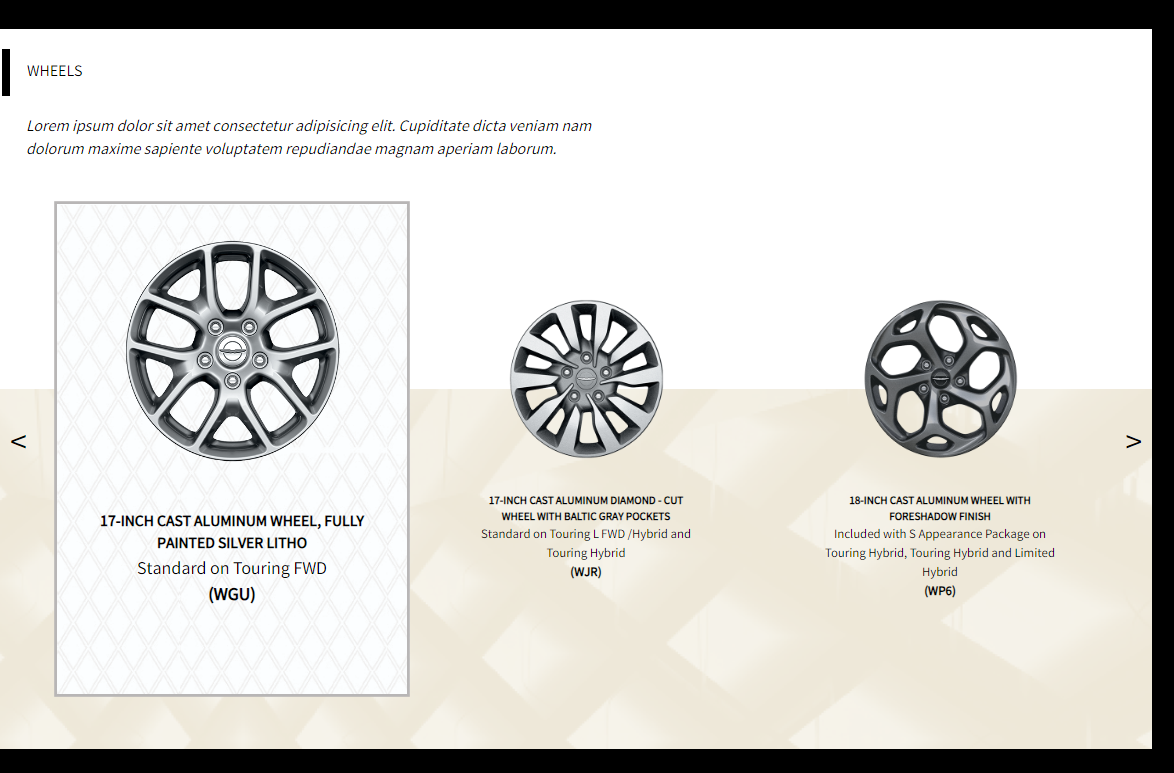 WHEELS
Lorem ipsum dolor sit amet consectetur adipisicing elit. Cupiditate dicta veniam nam
dolorum maxime sapiente voluptatem repudiandae magnam aperiam laborum.
<
17-INCH CAST ALUMINUM WHEEL, FULLY
PAINTED SILVER LITHO
Standard on Touring FWD
(WGU)
17-INCH CAST ALUMINUM DIAMOND - CUT
WHEEL WITH BALTIC GRAY POCKETS
Standard on Touring L FWD /Hybrid and
Touring Hybrid
(WJR)
18-INCH CAST ALUMINUM WHEEL WITH
FORESHADOW FINISH
Included with S Appearance Package on
Touring Hybrid, Touring Hybrid and Limited
Hybrid
(WP6)
>